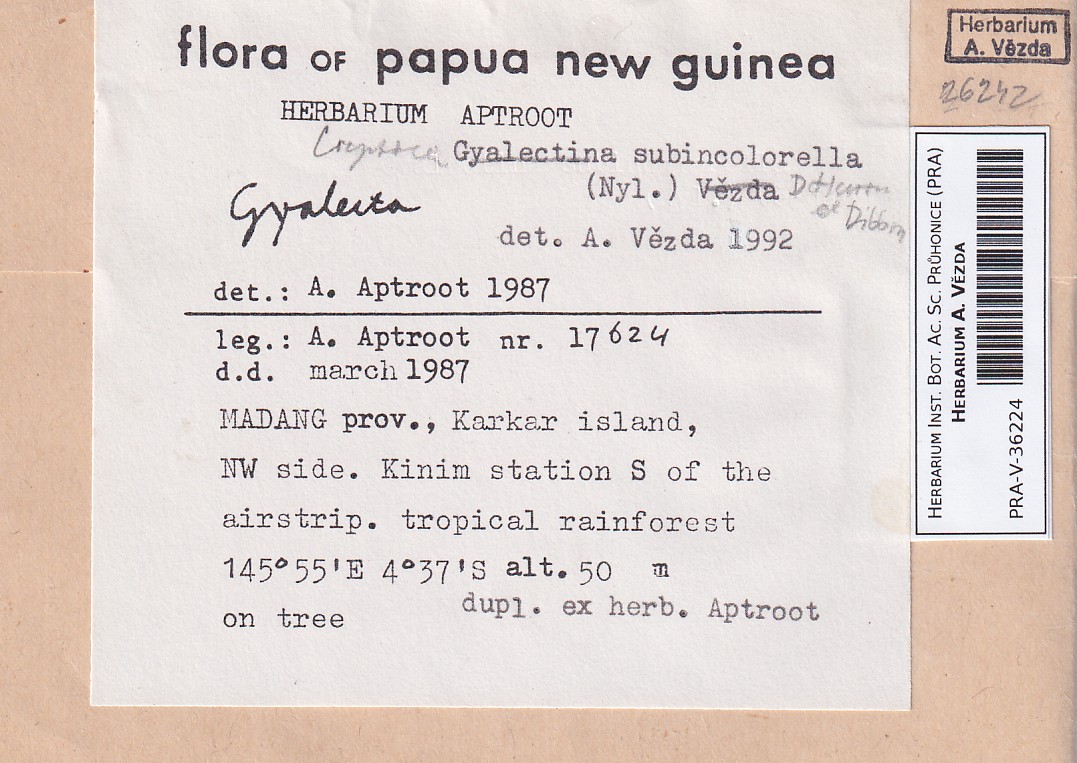 flora OF papua new guinea
HERBARIUM APTROOT
Gyalectina subincolorella
(Nyl.) Vězda
Gyalecta
det. A. Vězda 1992
det.: A. Aptroot 1987
leg.: A. Aptroot nr. 17624
d.d. march 1987
MADANG prov., Karkar island,
NW side. Kinim station S of the
airstrip. tropical rainforest
145°55'E 4°37'S alt. 50 m
on tree
dupl. ex herb. Aptroot
Herbarium
A. Vězda
26242
HERBARIUM INST. BOT. AC. SC. PRŮHONICE (PRA)
HERBARIUM A. VĚZDA
PRA-V-36224